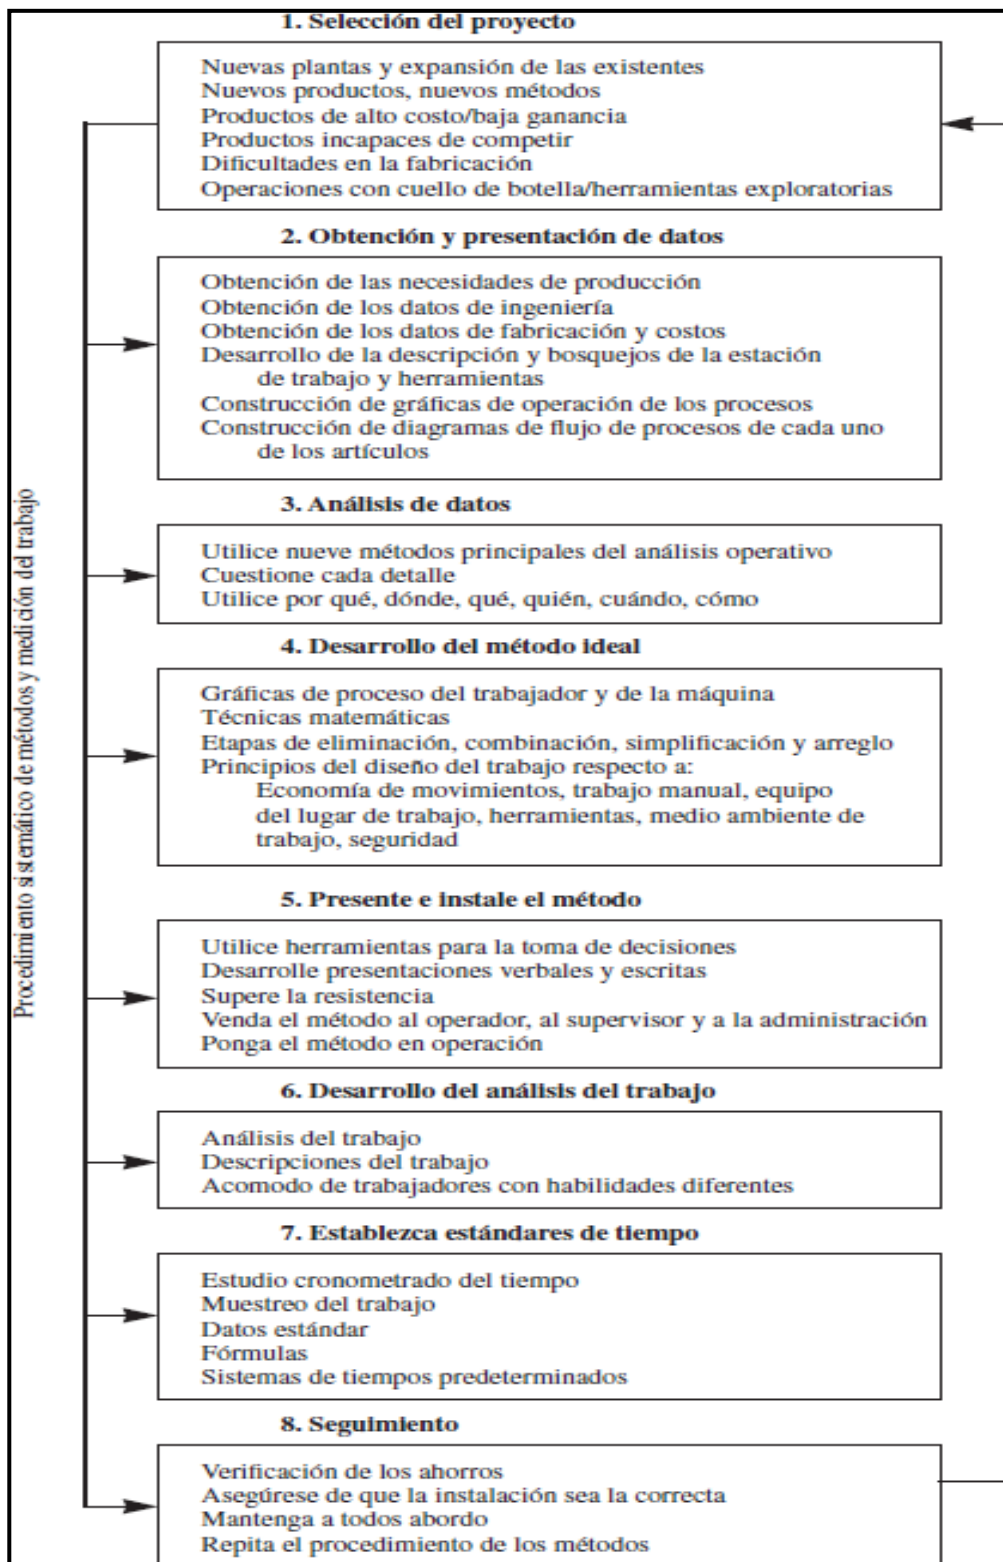 1. Selección del proyecto
Nuevas plantas y expansión de las existentes
Nuevos productos, nuevos métodos
Productos de alto costo/baja ganancia
Productos incapaces de competir
Dificultades en la fabricación
Operaciones con cuello de botella/herramientas exploratorias
2. Obtención y presentación de datos
Obtención de las necesidades de producción
Obtención de los datos de ingeniería
Obtención de los datos de fabricación y costos
Desarrollo de la descripción y bosquejos de la estación
de trabajo y herramientas
Construcción de gráficas de operación de los procesos
Construcción de diagramas de flujo de procesos de cada uno
de los artículos
3. Análisis de datos
Utilice nueve métodos principales del análisis operativo
Cuestione cada detalle
Utilice por qué, dónde, qué, quién, cuándo, cómo
4. Desarrollo del método ideal
Gráficas de proceso del trabajador y de la máquina
Técnicas matemáticas
Etapas de eliminación, combinación, simplificación y arreglo
Principios del diseño del trabajo respecto a:
Economía de movimientos, trabajo manual, equipo
del lugar de trabajo, herramientas, medio ambiente de
trabajo, seguridad
5. Presente e instale el método
Utilice herramientas para la toma de decisiones
Desarrolle presentaciones verbales y escritas
Supere la resistencia
Venda el método al operador, al supervisor y a la administración
Ponga el método en operación
6. Desarrollo del análisis del trabajo
Análisis del trabajo
Descripciones del trabajo
Acomodo de trabajadores con habilidades diferentes
7. Establezca estándares de tiempo
Estudio cronometrado del tiempo
Muestreo del trabajo
Datos estándar
Fórmulas
Sistemas de tiempos predeterminados
8. Seguimiento
Verificación de los ahorros
Asegúrese de que la instalación sea la correcta
Mantenga a todos abordo
Repita el procedimiento de los métodos
Procedimiento sistemático de métodos y medición del trabajo